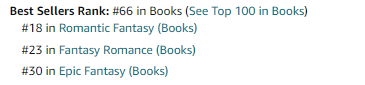 Best Sellers Rank: #66 in Books (See Top 100 in Books)
#18 in Romantic Fantasy (Books)
#23 in Fantasy Romance (Books)
#30 in Epic Fantasy (Books)